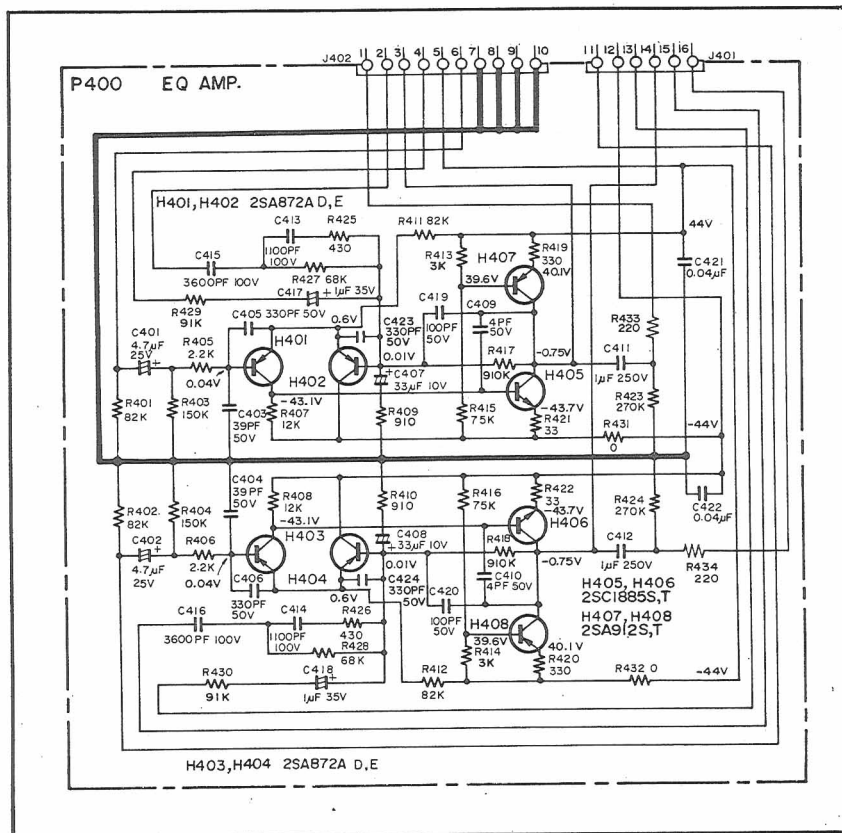 J402 1 2 3 4 5 6 7 8 9 10 11 12 13 14 15 16 J401
P400 EQ AMP.
H401, H402 2SA872A D,E
C413
1100PF
100V
R425
430
R411 82K
44V
C415
3600PF 100V
R427 68K
C417
+ 1µF 35V
R413
3K
H407
R419
330
40.1V
39.6V
C421
0.04µF
R429
91K
C405 330PF 50V
0.6V
C423
330PF
50V
C419
100PF
50V
C409
4PF
50V
R433
220
C401
4.7µF
25V
R405
2.2K
0.04V
H401
H402
0.01V
C407
+
33µF 10V
R417
910K
-0.75V
H405
C411
1µF 250V
R401
82K
R403
150K
C403
39PF
50V
-43.1V
R407
12K
R409
910
R415
75K
-43.7V
R421
33
R423
270K
R431
0
-44V
C404
39PF
50V
R402
82K
R404
150K
R408
12K
-43.1V
R410
910
R416
75K
R422
33
-43.7V
R424
270K
C422
0.04µF
C402
4.7µF
25V
R406
2.2K
0.04V
H403
H404
C408
+ 33µF 10V
0.01V
R418
910K
H406
-0.75V
C412
1µF 250V
R434
220
C406
330PF
50V
0.6V
C424
330PF
50V
C420
100PF
50V
C410
4PF 50V
H405, H406
2SC1885S,T
H407, H408
2SA912S,T
C416
3600PF 100V
C414
1100PF
100V
R426
430
R428
68K
H408
39.6V
R414
3K
40.1V
R420
330
R430
91K
C418
+
1µF 35V
R412
82K
R432 0
-44V
H403, H404 2SA872A D,E